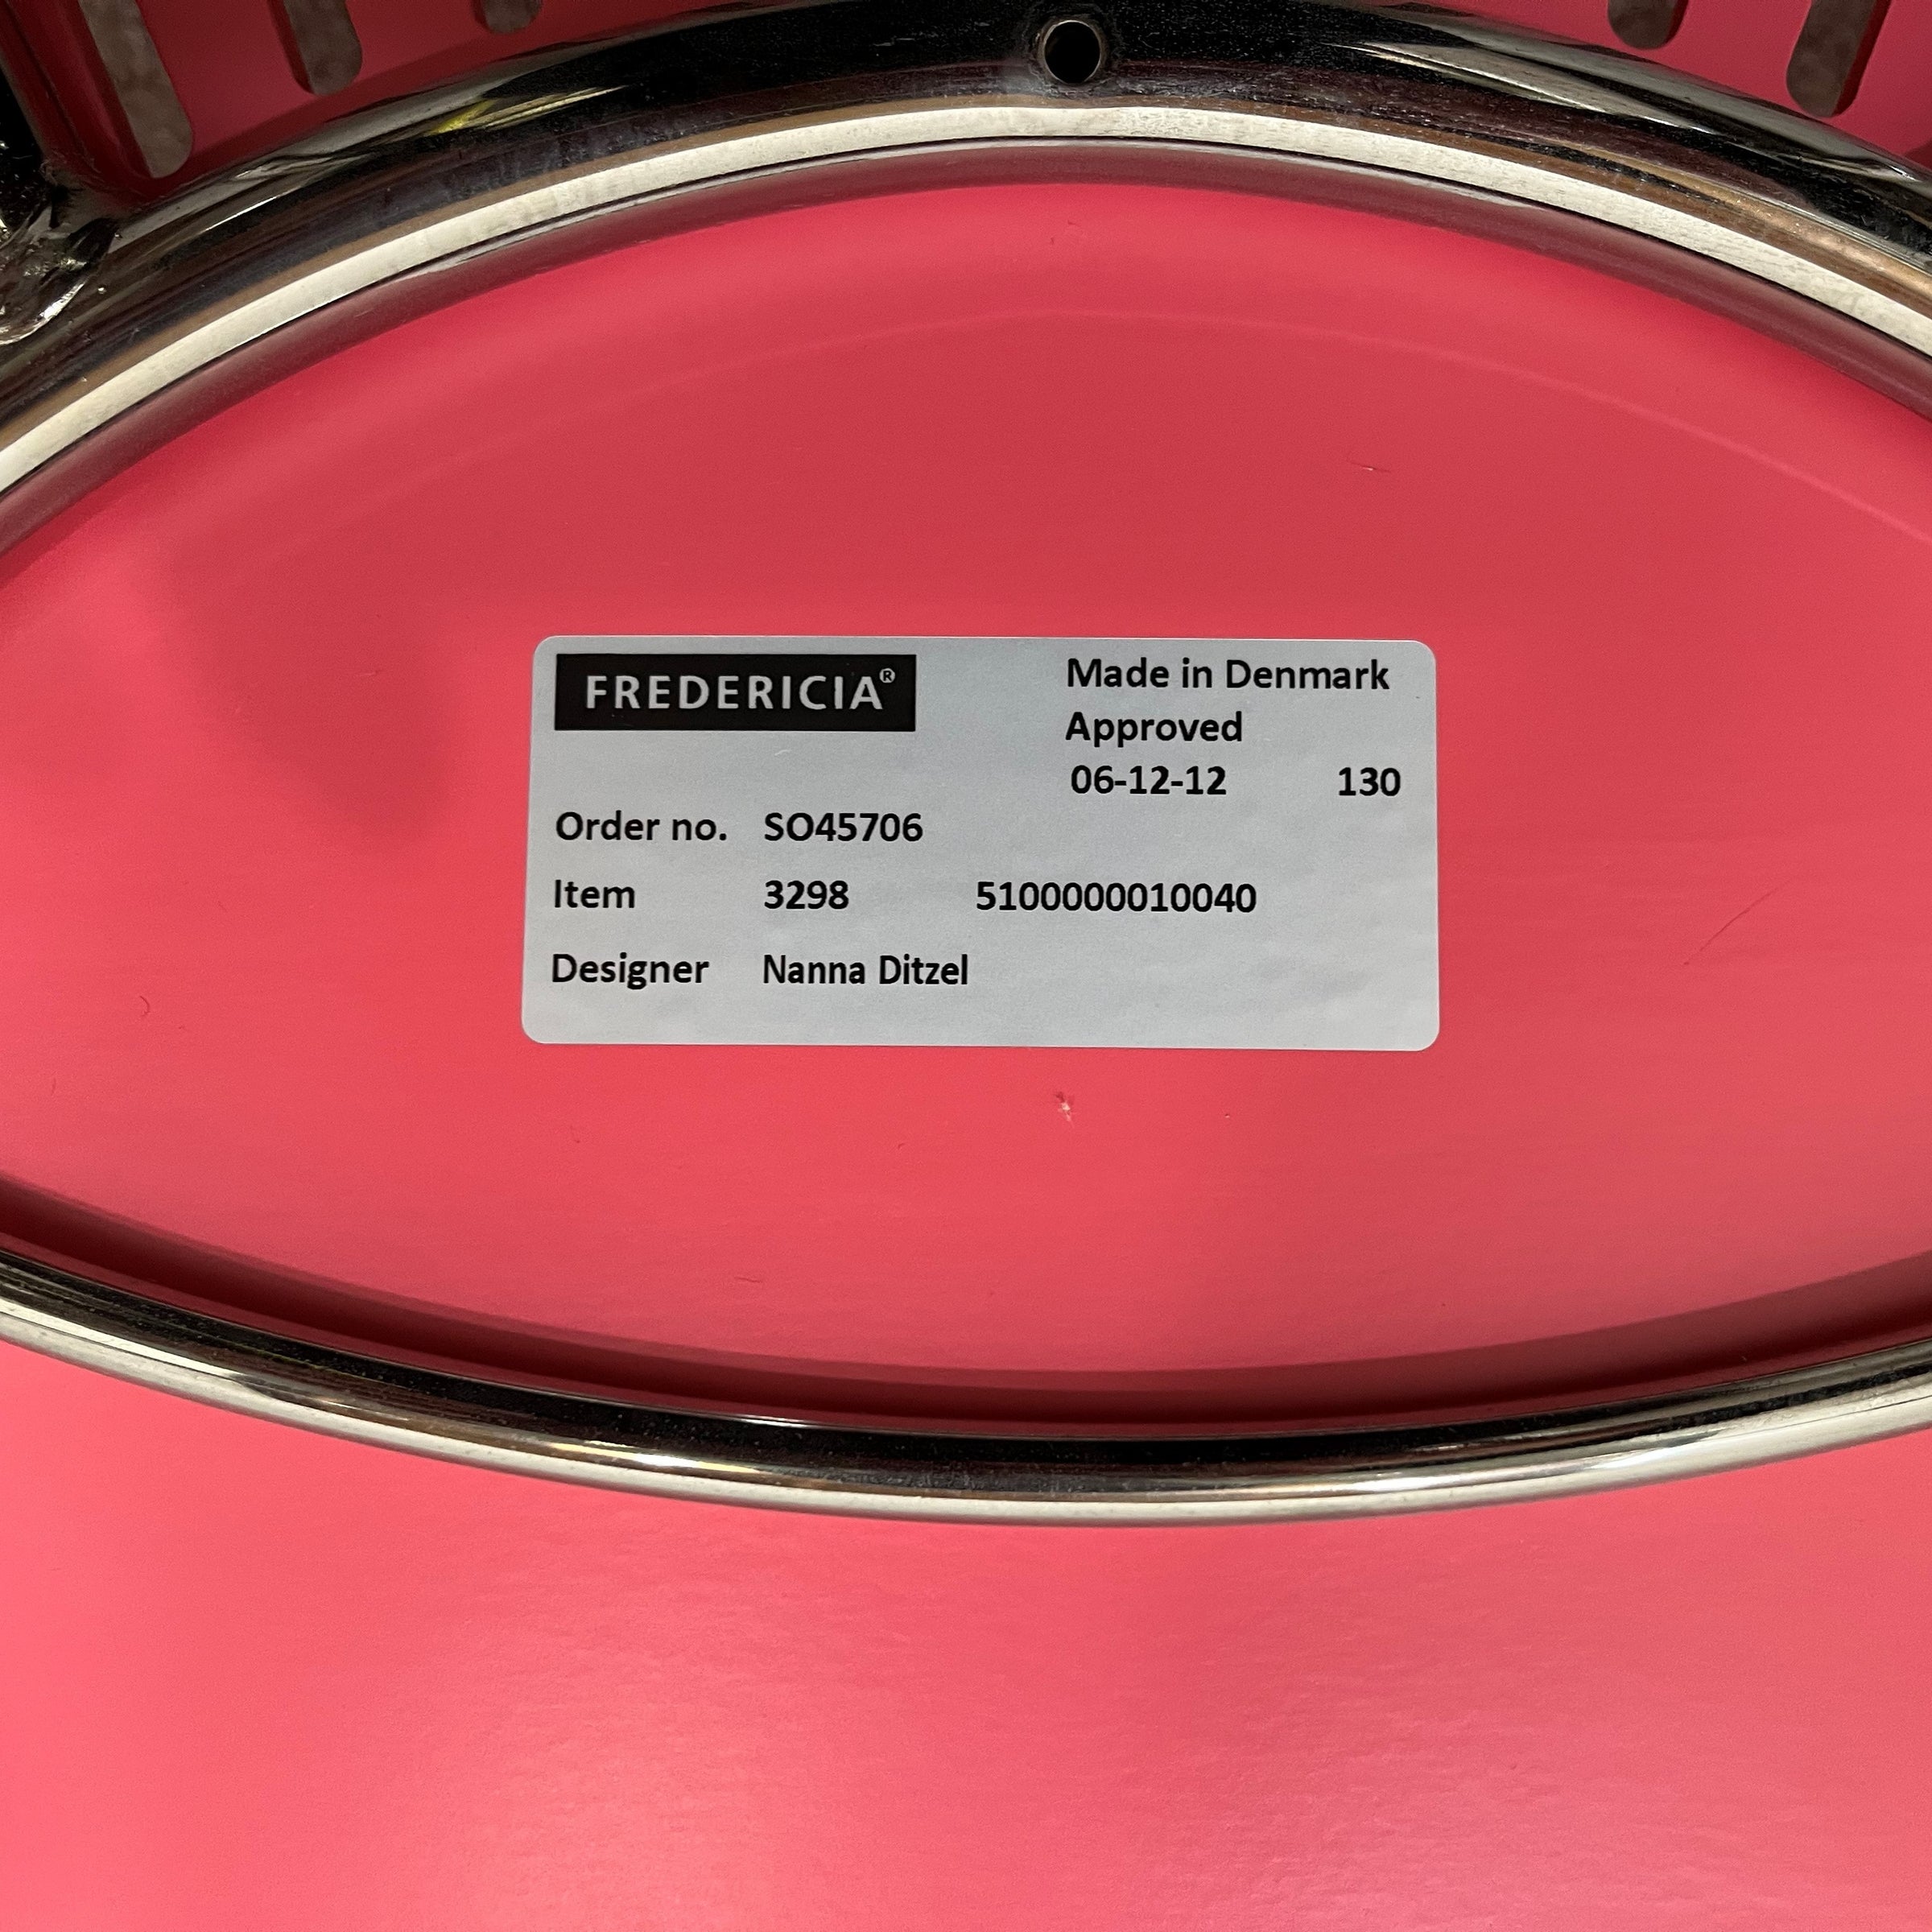 FREDERICIA®
Made in Denmark
Approved
06-12-12 130
Order no. SO45706
Item 3298 5100000010040
Designer Nanna Ditzel